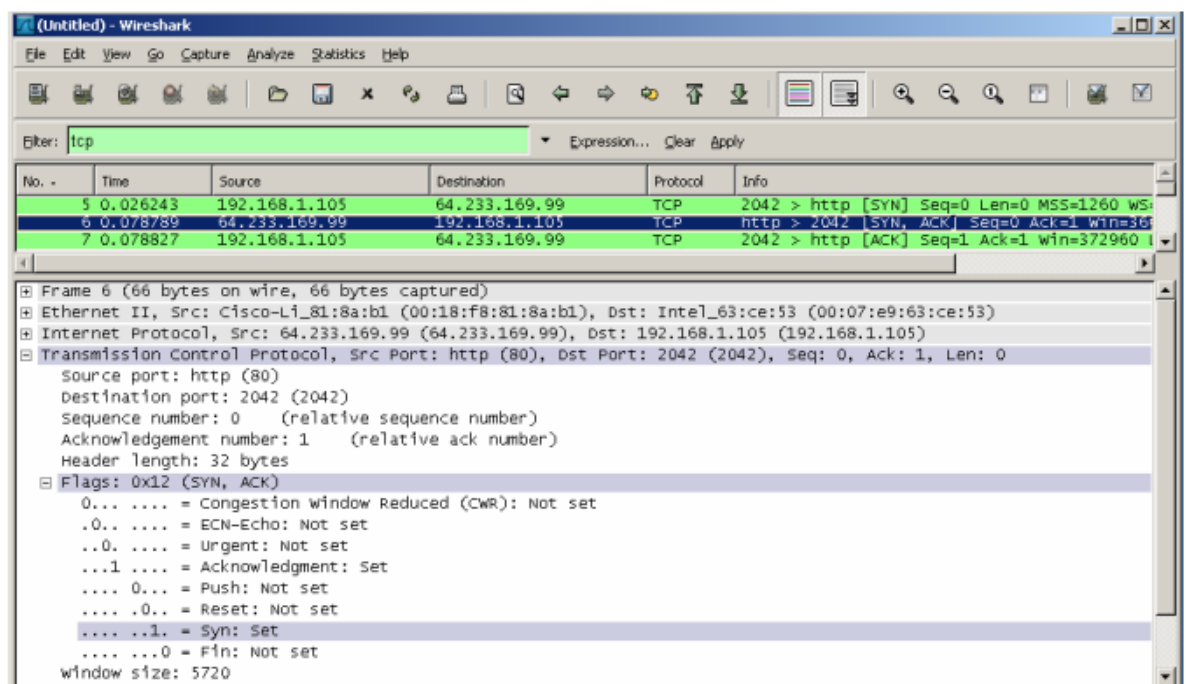 (Untitled) - Wireshark
File Edit View Go Capture Analyze Statistics Help
Filter: tcp Expression... Clear Apply
No. - Time Source Destination Protocol Info
5 0.026243 192.168.1.105 64.233.169.99 TCP 2042 > http [SYN] Seq=0 Len=0 MSS=1260 WS=
6 0.078789 64.233.169.99 192.168.1.105 TCP http > 2042 [SYN, ACK] Seq=0 Ack=1 Win=36
7 0.078827 192.168.1.105 64.233.169.99 TCP 2042 > http [ACK] Seq=1 Ack=1 Win=372960
Frame 6 (66 bytes on wire, 66 bytes captured)
Ethernet II, Src: Cisco-Li_81:8a:b1 (00:18:f8:81:8a:b1), Dst: Intel_63:ce:53 (00:07:e9:63:ce:53)
Internet Protocol, Src: 64.233.169.99 (64.233.169.99), Dst: 192.168.1.105 (192.168.1.105)
Transmission Control Protocol, Src Port: http (80), Dst Port: 2042 (2042), Seq: 0, Ack: 1, Len: 0
Source port: http (80)
Destination port: 2042 (2042)
Sequence number: 0 (relative sequence number)
Acknowledgement number: 1 (relative ack number)
Header length: 32 bytes
Flags: 0x12 (SYN, ACK)
0... .... = Congestion Window Reduced (CWR): Not set
.0.. .... = ECN-Echo: Not set
..0. .... = Urgent: Not set
...1 .... = Acknowledgment: Set
.... 0... = Push: Not set
.... .0.. = Reset: Not set
.... ..1. = Syn: Set
.... ...0 = Fin: Not set
Window size: 5720